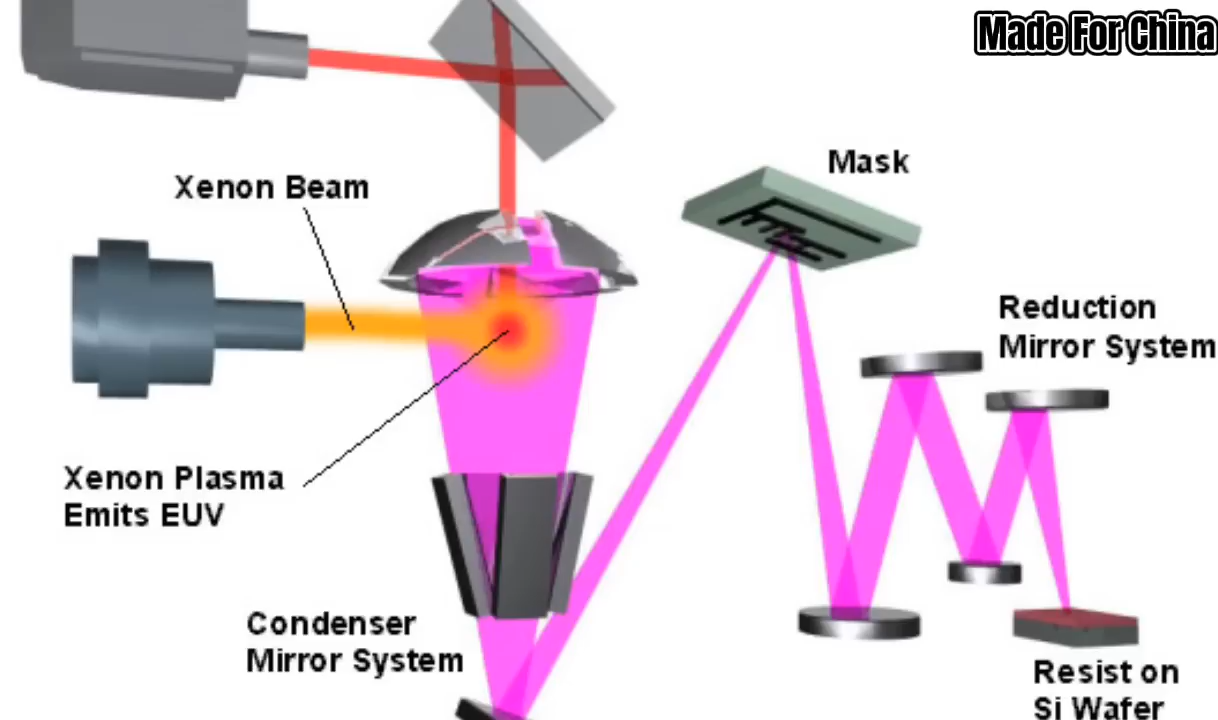 Made For China
Mask
Xenon Beam
Reduction
Mirror System
Xenon Plasma
Emits EUV
Condenser
Mirror System
Resist on
Si Wafer